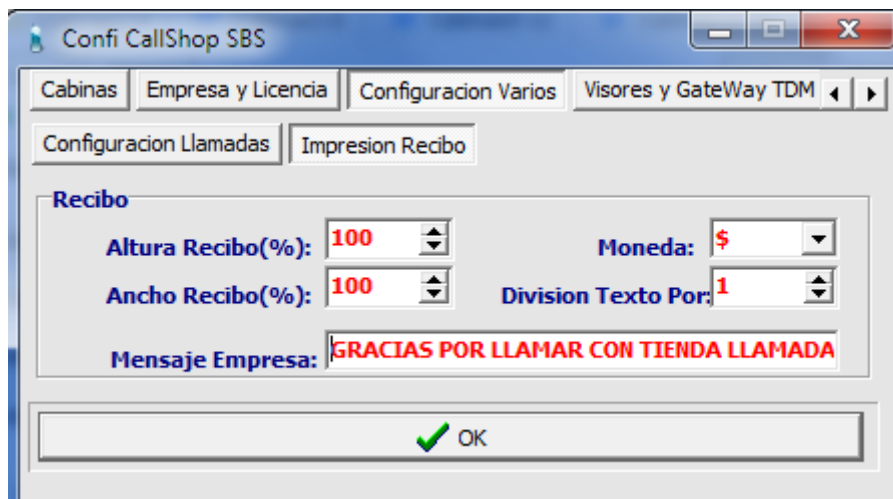 Confi CallShop SBS
Cabinas Empresa y Licencia Configuracion Varios Visores y GateWay TDM
Configuracion Llamadas Impresion Recibo
Recibo
Altura Recibo(%): 100 Moneda: $
Ancho Recibo(%): 100 Division Texto Por: 1
Mensaje Empresa: GRACIAS POR LLAMAR CON TIENDA LLAMADA
OK